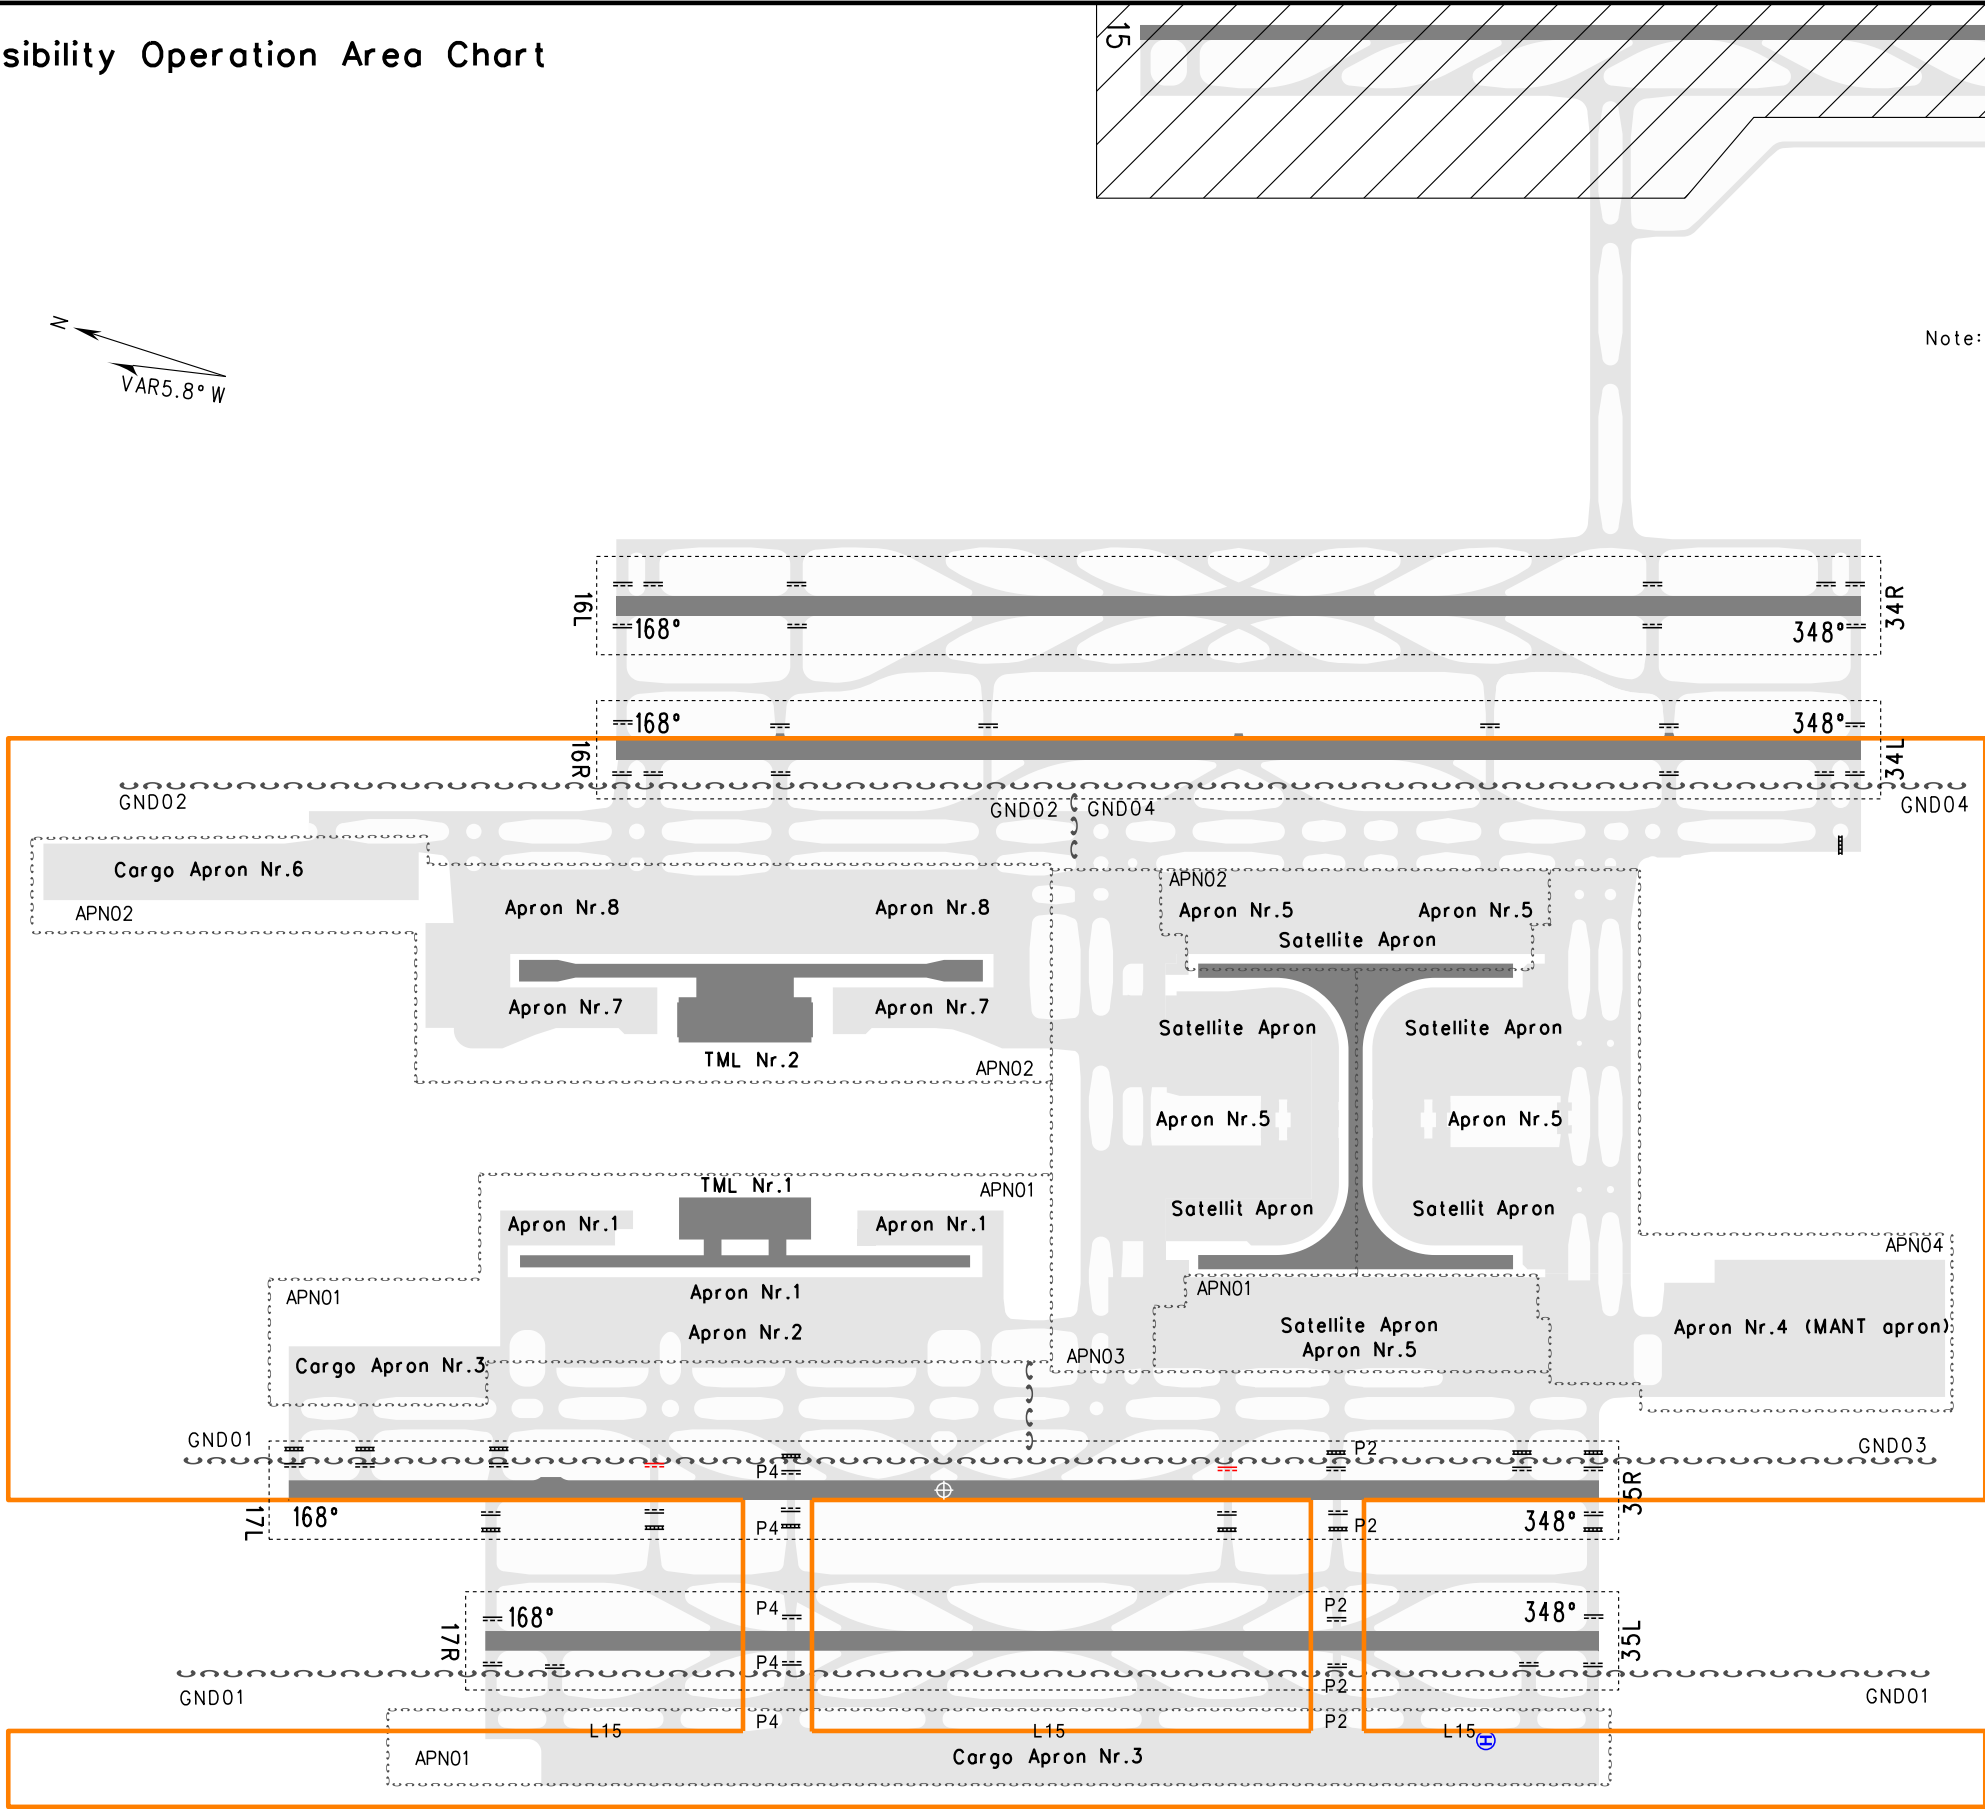 sibility Operation Area Chart
15
N
VAR5.8° W
Note:
16L
168°
348°
34R
16R
168°
348°
34L
GND02
GND02
GND04
GND04
Cargo Apron Nr.6
APN02
Apron Nr.8
Apron Nr.8
APN02
Apron Nr.5
Apron Nr.5
Satellite Apron
Apron Nr.7
Apron Nr.7
TML Nr.2
APN02
Satellite Apron
Satellite Apron
Apron Nr.5
Apron Nr.5
TML Nr.1
APN01
Apron Nr.1
Apron Nr.1
Satellit Apron
Satellit Apron
APN04
APN01
Apron Nr.1
APN01
Apron Nr.2
Satellite Apron
Apron Nr.5
Apron Nr.4 (MANT apron)
Cargo Apron Nr.3
APN03
GND01
P2
GND03
P4
17L
168°
P4
P2
348°
35R
17R
168°
P4
P2
348°
35L
P4
P2
GND01
GND01
L15
P4
L15
P2
L15
H
APN01
Cargo Apron Nr.3